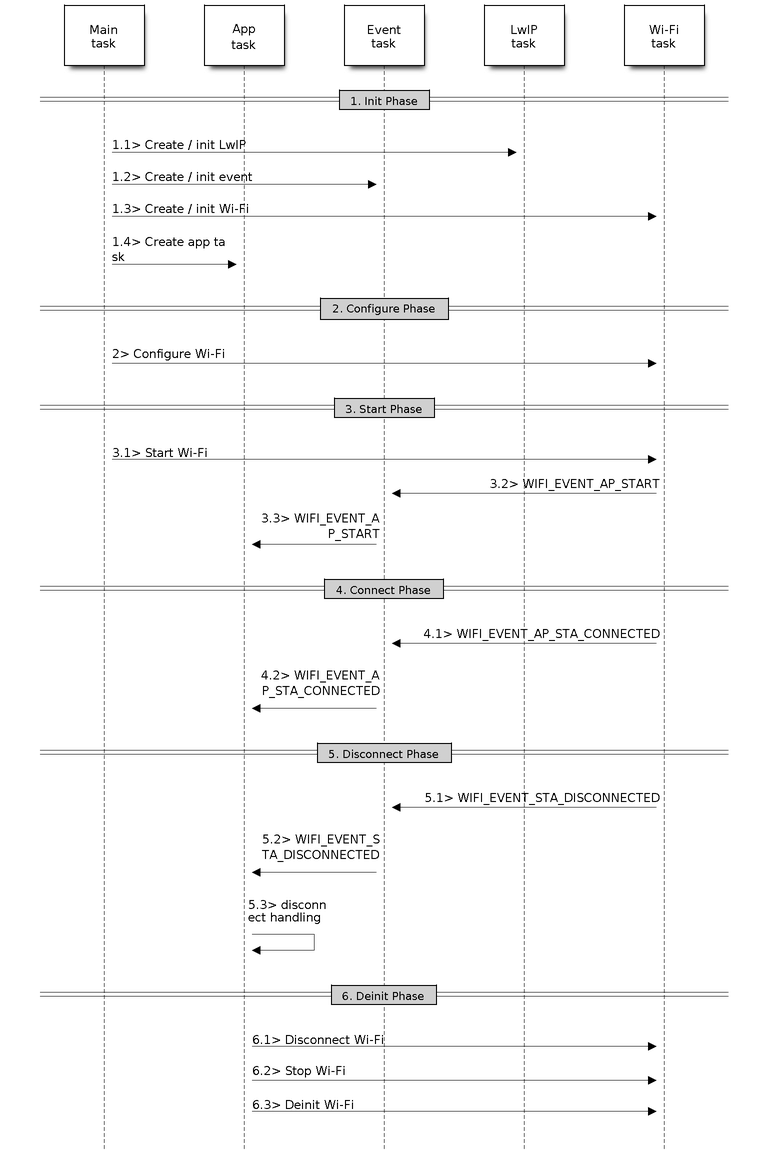 Main
task
App
task
Event
task
LwIP
task
Wi-Fi
task
1. Init Phase
1.1> Create / init LwIP
1.2> Create / init event
1.3> Create / init Wi-Fi
1.4> Create app ta
sk
2. Configure Phase
2> Configure Wi-Fi
3. Start Phase
3.1> Start Wi-Fi
3.2> WIFI_EVENT_AP_START
3.3> WIFI_EVENT_A
P_START
4. Connect Phase
4.1> WIFI_EVENT_AP_STA_CONNECTED
4.2> WIFI_EVENT_A
P_STA_CONNECTED
5. Disconnect Phase
5.1> WIFI_EVENT_STA_DISCONNECTED
5.2> WIFI_EVENT_S
TA_DISCONNECTED
5.3> disconn
ect handling
6. Deinit Phase
6.1> Disconnect Wi-Fi
6.2> Stop Wi-Fi
6.3> Deinit Wi-Fi